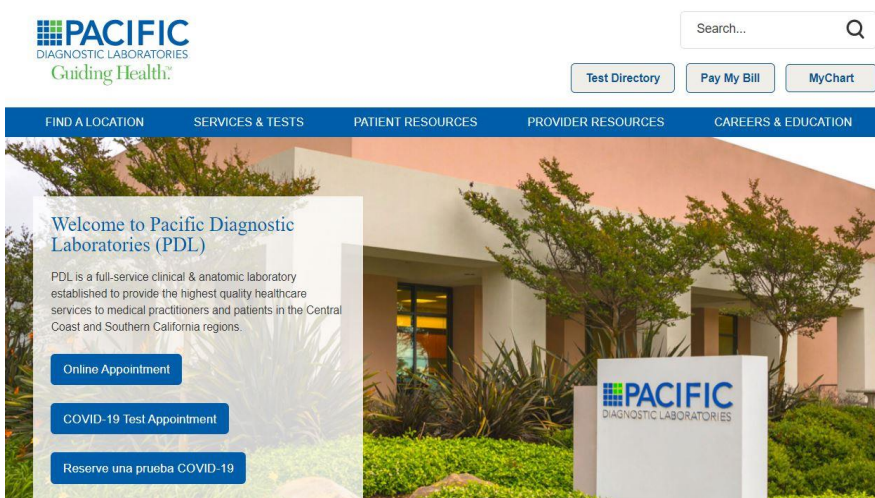 PACIFIC
DIAGNOSTIC LABORATORIES
Guiding Health.™
Search...
Test Directory
Pay My Bill
MyChart
FIND A LOCATION
SERVICES & TESTS
PATIENT RESOURCES
PROVIDER RESOURCES
CAREERS & EDUCATION
Welcome to Pacific Diagnostic
Laboratories (PDL)
PDL is a full-service clinical & anatomic laboratory
established to provide the highest quality healthcare
services to medical practitioners and patients in the Central
Coast and Southern California regions.
Online Appointment
COVID-19 Test Appointment
Reserve una prueba COVID-19
PACIFIC
DIAGNOSTIC LABORATORIES